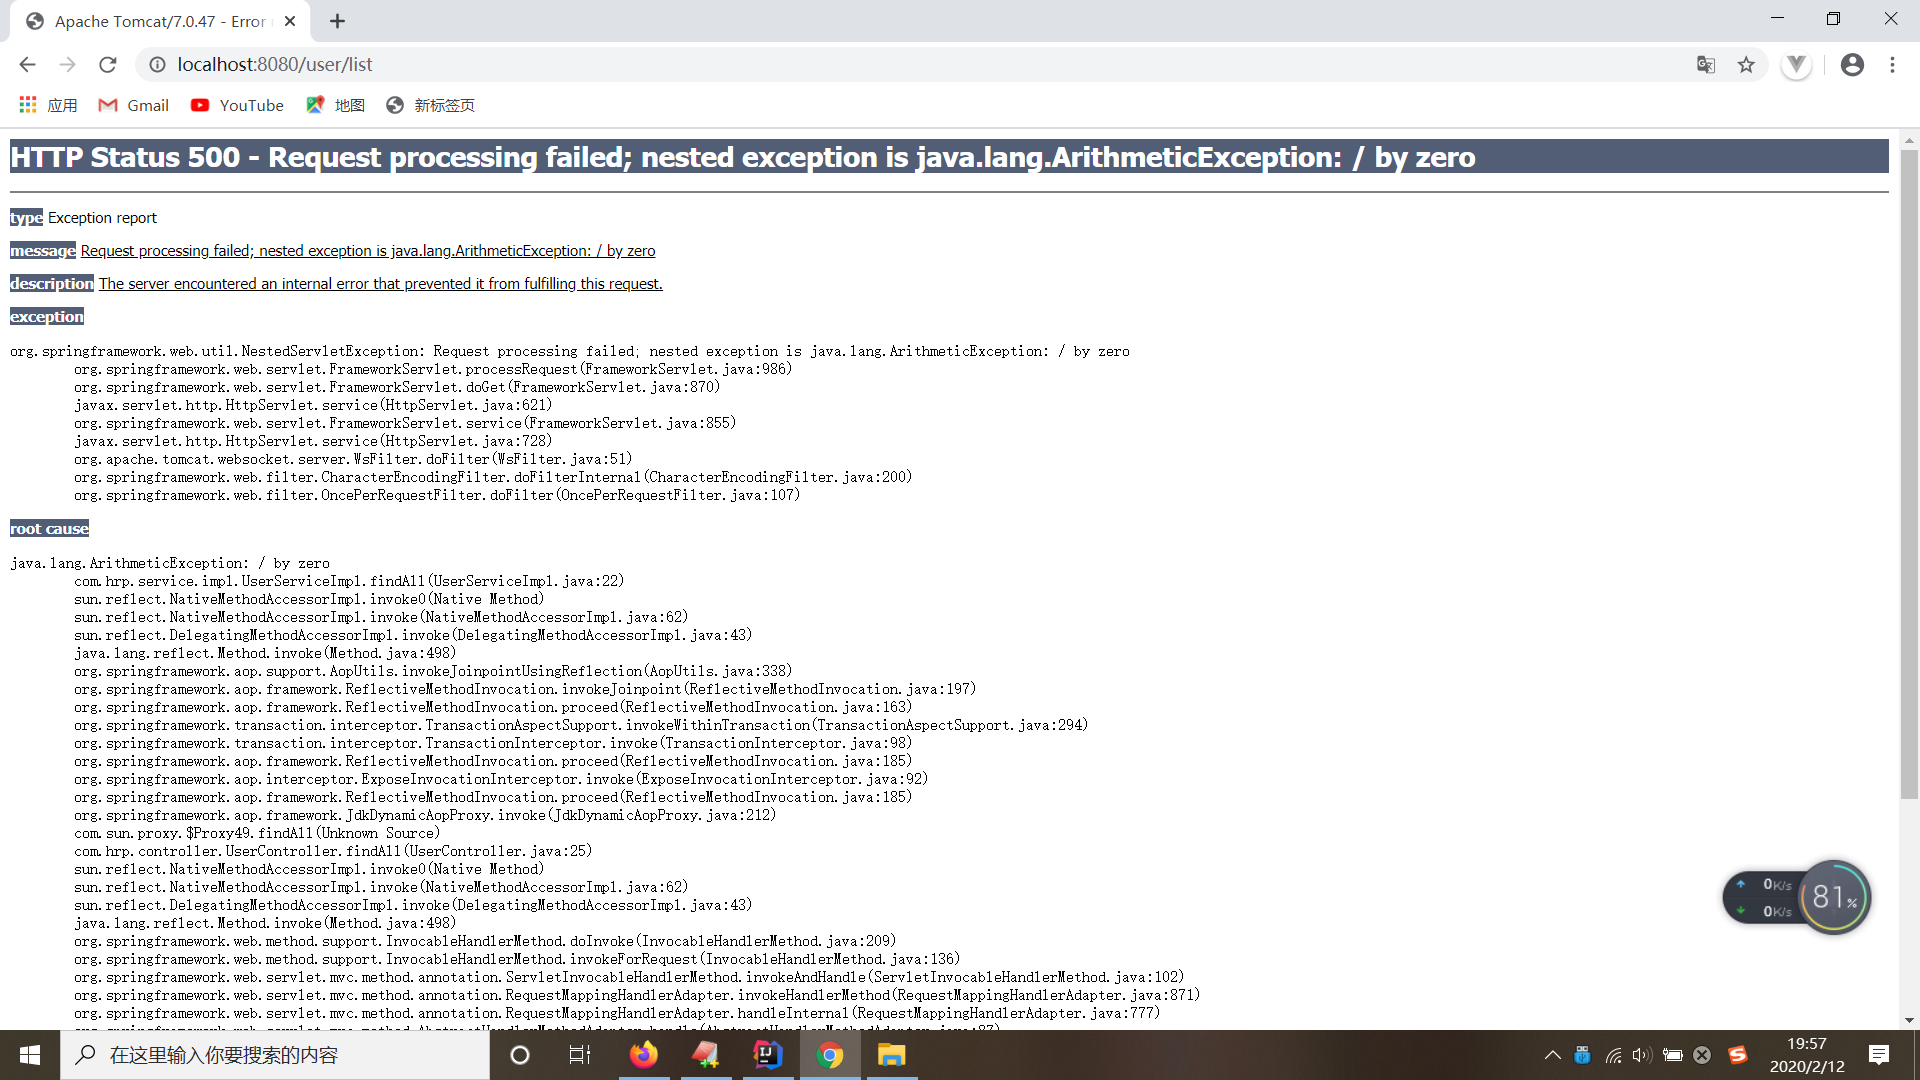 Apache Tomcat/7.0.47 - Error
localhost:8080/user/list
应用 Gmail YouTube 地图 新标签页
HTTP Status 500 - Request processing failed; nested exception is java.lang.ArithmeticException: / by zero
type Exception report
message Request processing failed; nested exception is java.lang.ArithmeticException: / by zero
description The server encountered an internal error that prevented it from fulfilling this request.
exception
org.springframework.web.util.NestedServletException: Request processing failed; nested exception is java.lang.ArithmeticException: / by zero
org.springframework.web.servlet.FrameworkServlet.processRequest(FrameworkServlet.java:986)
org.springframework.web.servlet.FrameworkServlet.doGet(FrameworkServlet.java:870)
javax.servlet.http.HttpServlet.service(HttpServlet.java:621)
org.springframework.web.servlet.FrameworkServlet.service(FrameworkServlet.java:855)
javax.servlet.http.HttpServlet.service(HttpServlet.java:728)
org.apache.tomcat.websocket.server.WsFilter.doFilter(WsFilter.java:51)
org.springframework.web.filter.CharacterEncodingFilter.doFilterInternal(CharacterEncodingFilter.java:200)
org.springframework.web.filter.OncePerRequestFilter.doFilter(OncePerRequestFilter.java:107)
root cause
java.lang.ArithmeticException: / by zero
com.hrp.service.impl.UserServiceImpl.findAll(UserServiceImpl.java:22)
sun.reflect.NativeMethodAccessorImpl.invoke0(Native Method)
sun.reflect.NativeMethodAccessorImpl.invoke(NativeMethodAccessorImpl.java:62)
sun.reflect.DelegatingMethodAccessorImpl.invoke(DelegatingMethodAccessorImpl.java:43)
java.lang.reflect.Method.invoke(Method.java:498)
org.springframework.aop.support.AopUtils.invokeJoinpointUsingReflection(AopUtils.java:338)
org.springframework.aop.framework.ReflectiveMethodInvocation.invokeJoinpoint(ReflectiveMethodInvocation.java:197)
org.springframework.aop.framework.ReflectiveMethodInvocation.proceed(ReflectiveMethodInvocation.java:163)
org.springframework.transaction.interceptor.TransactionAspectSupport.invokeWithinTransaction(TransactionAspectSupport.java:294)
org.springframework.transaction.interceptor.TransactionInterceptor.invoke(TransactionInterceptor.java:98)
org.springframework.aop.framework.ReflectiveMethodInvocation.proceed(ReflectiveMethodInvocation.java:185)
org.springframework.aop.interceptor.ExposeInvocationInterceptor.invoke(ExposeInvocationInterceptor.java:92)
org.springframework.aop.framework.ReflectiveMethodInvocation.proceed(ReflectiveMethodInvocation.java:185)
org.springframework.aop.framework.JdkDynamicAopProxy.invoke(JdkDynamicAopProxy.java:212)
com.sun.proxy.$Proxy49.findAll(Unknown Source)
com.hrp.controller.UserController.findAll(UserController.java:25)
sun.reflect.NativeMethodAccessorImpl.invoke0(Native Method)
sun.reflect.NativeMethodAccessorImpl.invoke(NativeMethodAccessorImpl.java:62)
sun.reflect.DelegatingMethodAccessorImpl.invoke(DelegatingMethodAccessorImpl.java:43)
java.lang.reflect.Method.invoke(Method.java:498)
org.springframework.web.method.support.InvocableHandlerMethod.doInvoke(InvocableHandlerMethod.java:209)
org.springframework.web.method.support.InvocableHandlerMethod.invokeForRequest(InvocableHandlerMethod.java:136)
org.springframework.web.servlet.mvc.method.annotation.ServletInvocableHandlerMethod.invokeAndHandle(ServletInvocableHandlerMethod.java:102)
org.springframework.web.servlet.mvc.method.annotation.RequestMappingHandlerAdapter.invokeHandlerMethod(RequestMappingHandlerAdapter.java:871)
org.springframework.web.servlet.mvc.method.annotation.RequestMappingHandlerAdapter.handleInternal(RequestMappingHandlerAdapter.java:777)
0K/s
0K/s
81%
在这里输入你要搜索的内容
19:57
2020/2/12